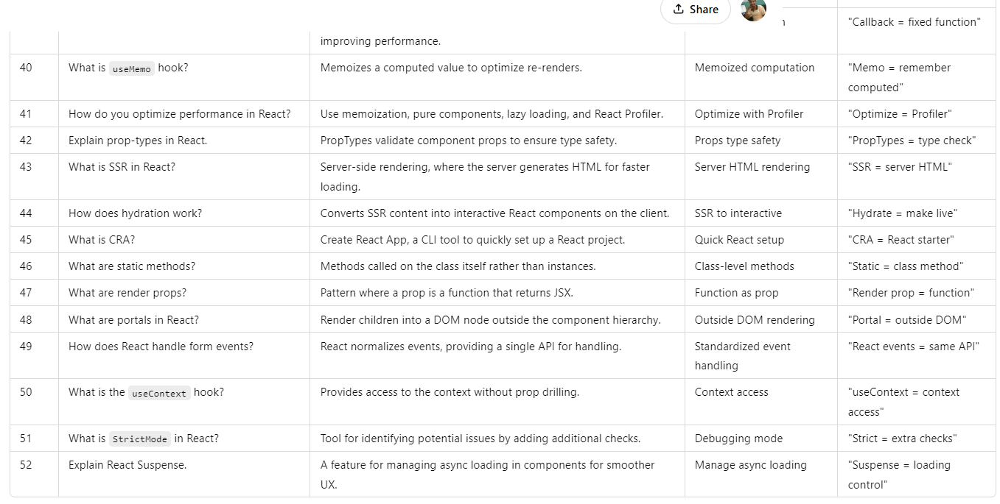 Share
"Callback = fixed function"
improving performance.
40 What is useMemo hook? Memoizes a computed value to optimize re-renders. Memoized computation "Memo = remember
computed"
41 How do you optimize performance in React? Use memoization, pure components, lazy loading, and React Profiler. Optimize with Profiler "Optimize = Profiler"
42 Explain prop-types in React. PropTypes validate component props to ensure type safety. Props type safety "PropTypes = type check"
43 What is SSR in React? Server-side rendering, where the server generates HTML for faster Server HTML rendering "SSR = server HTML"
loading.
44 How does hydration work? Converts SSR content into interactive React components on the client. SSR to interactive "Hydrate = make live"
45 What is CRA? Create React App, a CLI tool to quickly set up a React project. Quick React setup "CRA = React starter"
46 What are static methods? Methods called on the class itself rather than instances. Class-level methods "Static = class method"
47 What are render props? Pattern where a prop is a function that returns JSX. Function as prop "Render prop = function"
48 What are portals in React? Render children into a DOM node outside the component hierarchy. Outside DOM rendering "Portal = outside DOM"
49 How does React handle form events? React normalizes events, providing a single API for handling. Standardized event "React events = same API"
handling
50 What is the useContext hook? Provides access to the context without prop drilling. Context access "useContext = context
access"
51 What is StrictMode in React? Tool for identifying potential issues by adding additional checks. Debugging mode "Strict = extra checks"
52 Explain React Suspense. A feature for managing async loading in components for smoother Manage async loading "Suspense = loading
UX. control"